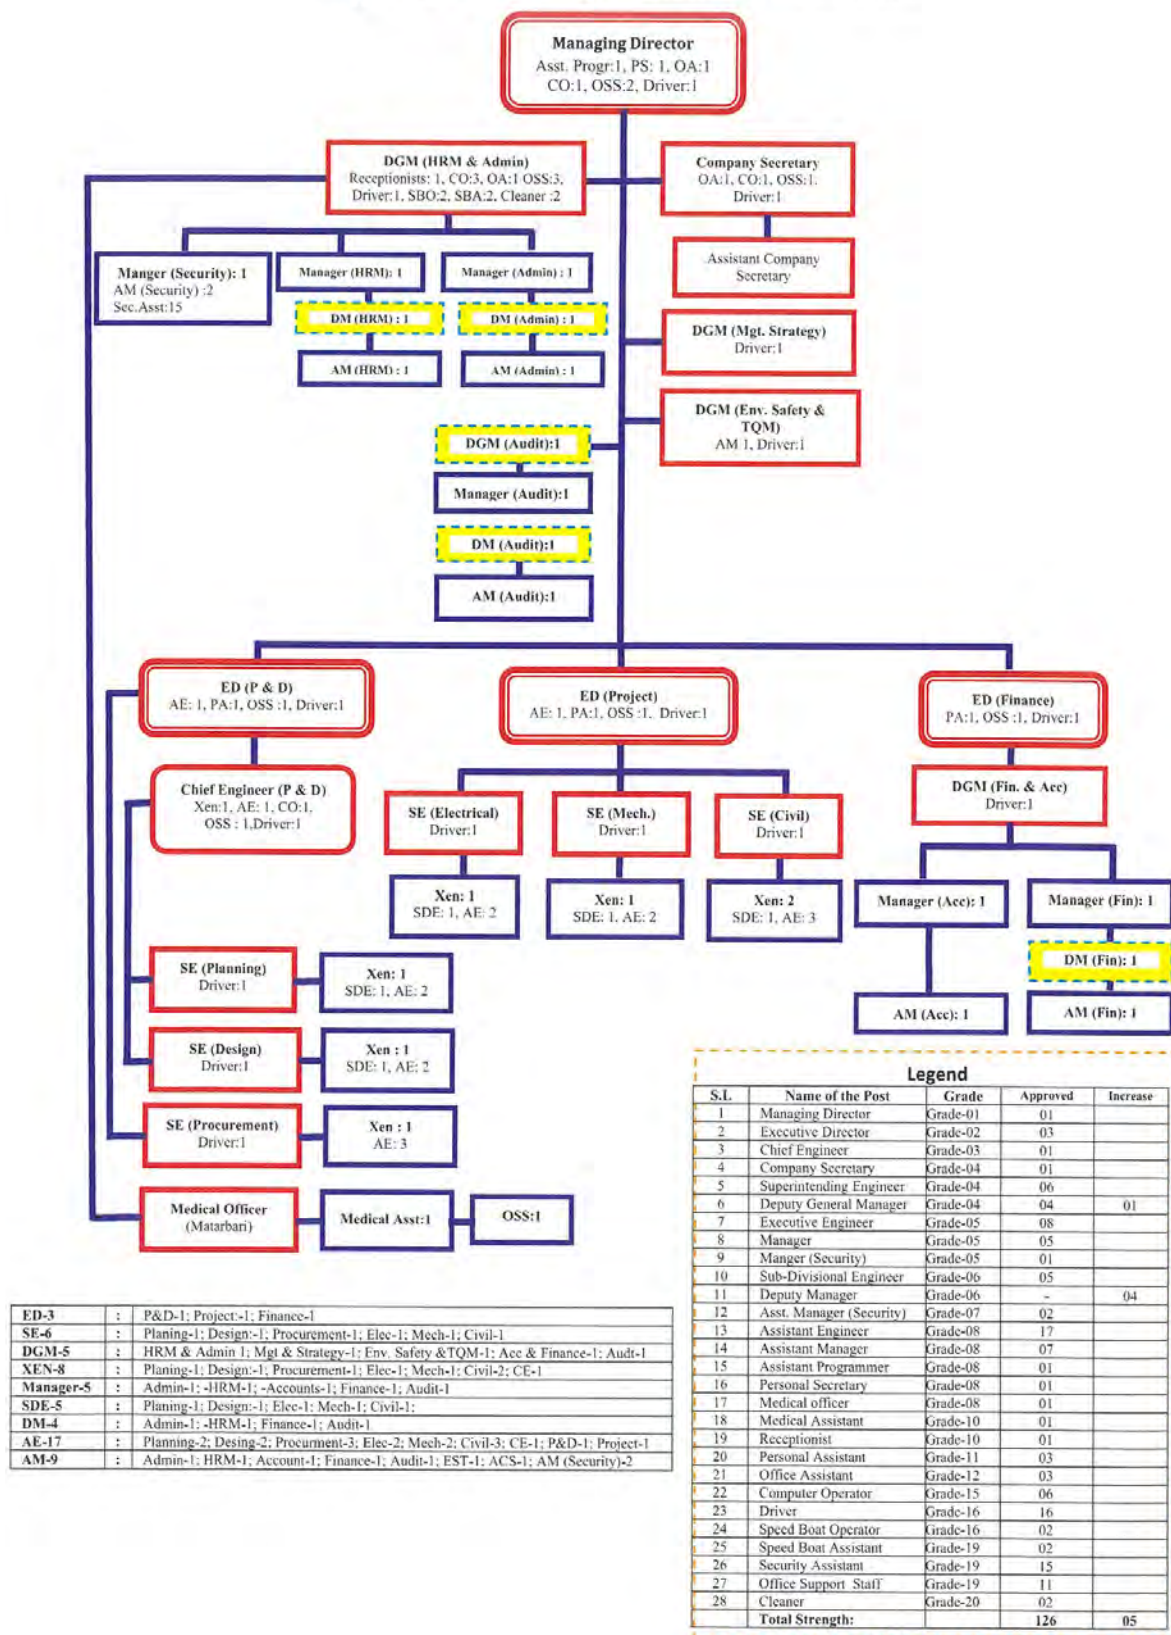 Managing Director
Asst. Progr:1, PS: 1, OA:1
CO:1, OSS:2, Driver:1
DGM (HRM & Admin)
Receptionists: 1, CO:3, OA:1 OSS:3,
Driver:1, SBO:2, SBA:2, Cleaner :2
Company Secretary
OA:1, CO:1, OSS:1,
Driver:1
Assistant Company
Secretary
Manger (Security): 1
AM (Security) :2
Sec.Asst:15
Manager (HRM): 1
DM (HRM) : 1
AM (HRM) : 1
Manager (Admin) : 1
DM (Admin) : 1
AM (Admin) : 1
DGM (Mgt. Strategy)
Driver:1
DGM (Env. Safety &
TQM)
AM 1, Driver:1
DGM (Audit):1
Manager (Audit):1
DM (Audit):1
AM (Audit):1
ED (P & D)
AE: 1, PA:1, OSS :1, Driver:1
ED (Project)
AE: 1, PA:1, OSS :1, Driver:1
ED (Finance)
PA:1, OSS :1, Driver:1
Chief Engineer (P & D)
Xen:1, AE: 1, CO:1,
OSS : 1,Driver:1
SE (Electrical)
Driver:1
SE (Mech.)
Driver:1
SE (Civil)
Driver:1
DGM (Fin. & Acc)
Driver:1
Xen: 1
SDE: 1, AE: 2
Xen: 1
SDE: 1, AE: 2
Xen: 2
SDE: 1, AE: 3
Manager (Acc): 1
Manager (Fin): 1
DM (Fin): 1
AM (Acc): 1
AM (Fin): 1
SE (Planning)
Driver:1
Xen: 1
SDE: 1, AE: 2
SE (Design)
Driver:1
Xen : 1
SDE: 1, AE: 2
SE (Procurement)
Driver:1
Xen : 1
AE: 3
Medical Officer
(Matarbari)
Medical Asst:1
OSS:1
ED-3 : P&D-1; Project:-1; Finance-1
SE-6 : Planing-1; Design:-1; Procurement-1; Elec-1; Mech-1; Civil-1
DGM-5 : HRM & Admin 1; Mgt & Strategy-1; Env. Safety &TQM-1; Acc & Finance-1; Audt-1
XEN-8 : Planing-1; Design:-1; Procurement-1; Elec-1; Mech-1; Civil-2; CE-1
Manager-5 : Admin-1; -HRM-1; -Accounts-1; Finance-1; Audit-1
SDE-5 : Planing-1; Design:-1; Elec-1; Mech-1; Civil-1;
DM-4 : Admin-1; -HRM-1; Finance-1; Audit-1
AE-17 : Planning-2; Desing-2; Procurment-3; Elec-2; Mech-2; Civil-3; CE-1; P&D-1; Project-1
AM-9 : Admin-1; HRM-1; Account-1; Finance-1; Audit-1; EST-1; ACS-1; AM (Security)-2
Legend
S.L Name of the Post Grade Approved Increase
1 Managing Director Grade-01 01
2 Executive Director Grade-02 03
3 Chief Engineer Grade-03 01
4 Company Secretary Grade-04 01
5 Superintending Engineer Grade-04 06
6 Deputy General Manager Grade-04 04 01
7 Executive Engineer Grade-05 08
8 Manager Grade-05 05
9 Manger (Security) Grade-05 01
10 Sub-Divisional Engineer Grade-06 05
11 Deputy Manager Grade-06 - 04
12 Asst. Manager (Security) Grade-07 02
13 Assistant Engineer Grade-08 17
14 Assistant Manager Grade-08 07
15 Assistant Programmer Grade-08 01
16 Personal Secretary Grade-08 01
17 Medical officer Grade-08 01
18 Medical Assistant Grade-10 01
19 Receptionist Grade-10 01
20 Personal Assistant Grade-11 03
21 Office Assistant Grade-12 03
22 Computer Operator Grade-15 06
23 Driver Grade-16 16
24 Speed Boat Operator Grade-16 02
25 Speed Boat Assistant Grade-19 02
26 Security Assistant Grade-19 15
27 Office Support Staff Grade-19 11
28 Cleaner Grade-20 02
Total Strength: 126 05